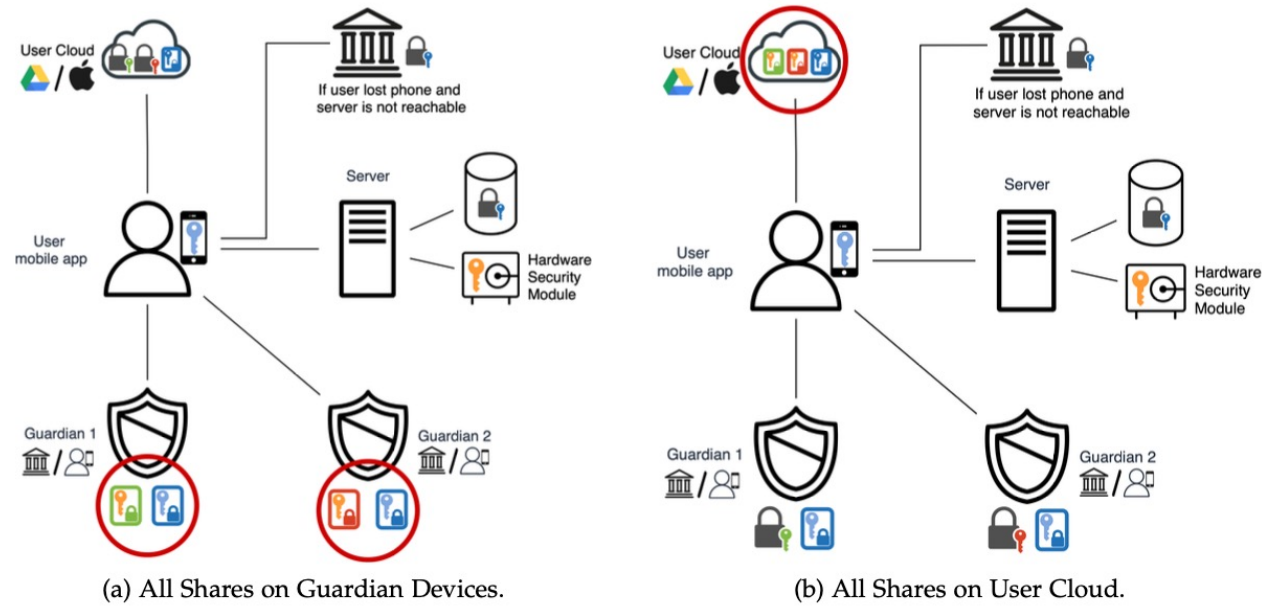 User Cloud
/
If user lost phone and
server is not reachable
Server
User
mobile app
Hardware
Security
Module
Guardian 1
/
Guardian 2
/
(a) All Shares on Guardian Devices.
User Cloud
/
If user lost phone and
server is not reachable
Server
User
mobile app
Hardware
Security
Module
Guardian 1
/
Guardian 2
/
(b) All Shares on User Cloud.